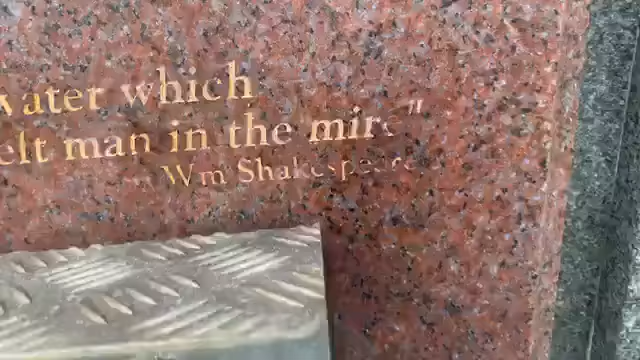 water which
elt man in the mire"
Wm Shakespeare